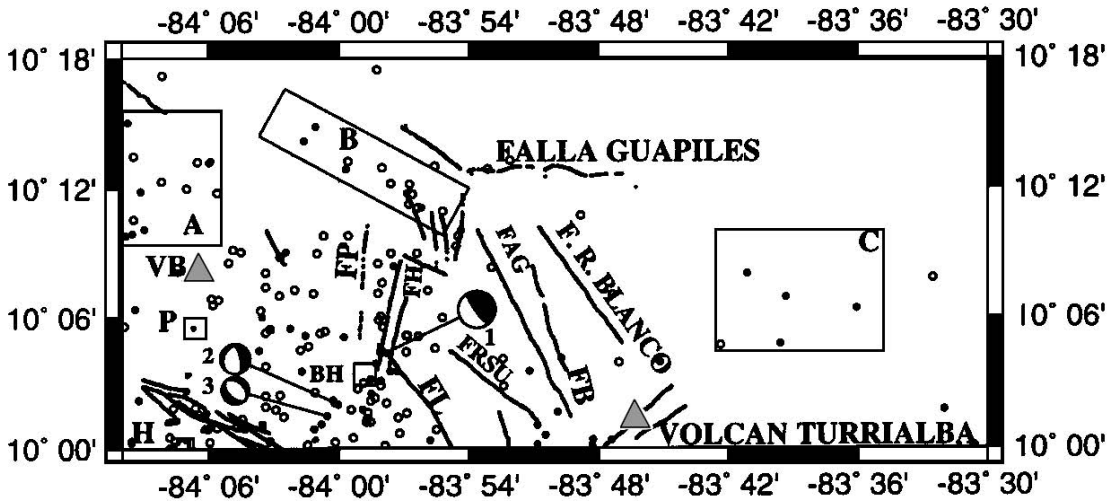 -84° 06' -84° 00' -83° 54' -83° 48' -83° 42' -83° 36' -83° 30'
10° 18' 10° 18'
B
FALLA GUAPILES
10° 12' 10° 12'
A
FP
FH
FAG
F. R. BLANCO
C
VB
P
10° 06' 10° 06'
1
2
BH
FRSU
3
FL
FB
H
VOLCAN TURRIALBA
10° 00' 10° 00'
-84° 06' -84° 00' -83° 54' -83° 48' -83° 42' -83° 36' -83° 30'